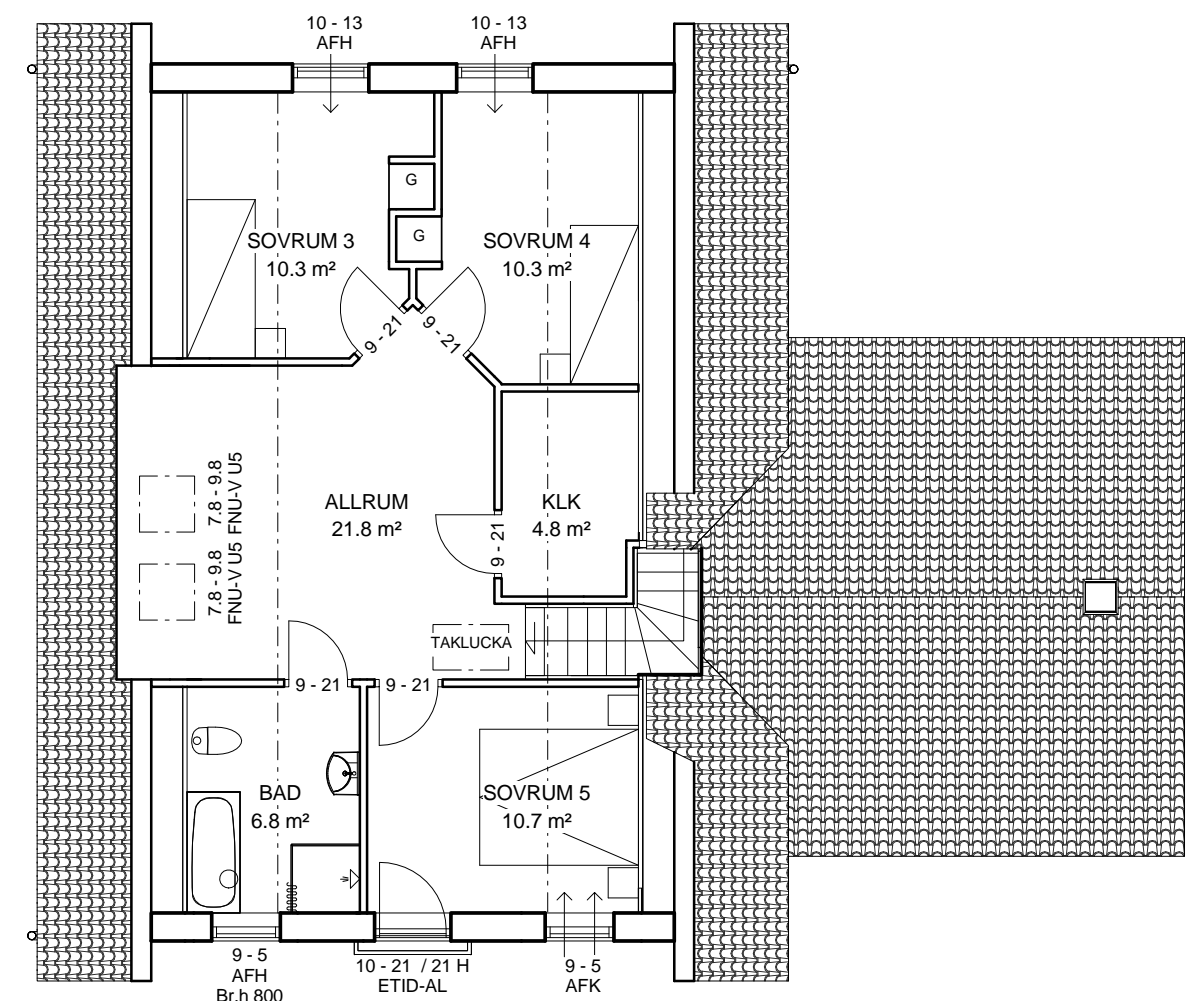 10 - 13
AFH
10 - 13
AFH
G
G
SOVRUM 3
10.3 m²
SOVRUM 4
10.3 m²
9 - 21
9 - 21
7.8 - 9.8
FNU-V U5
7.8 - 9.8
FNU-V U5
ALLRUM
21.8 m²
KLK
4.8 m²
9 - 21
TAKLUCKA
9 - 21
9 - 21
BAD
6.8 m²
SOVRUM 5
10.7 m²
9 - 5
AFH
Br.h 800
10 - 21 / 21 H
ETID-AL
9 - 5
AFK